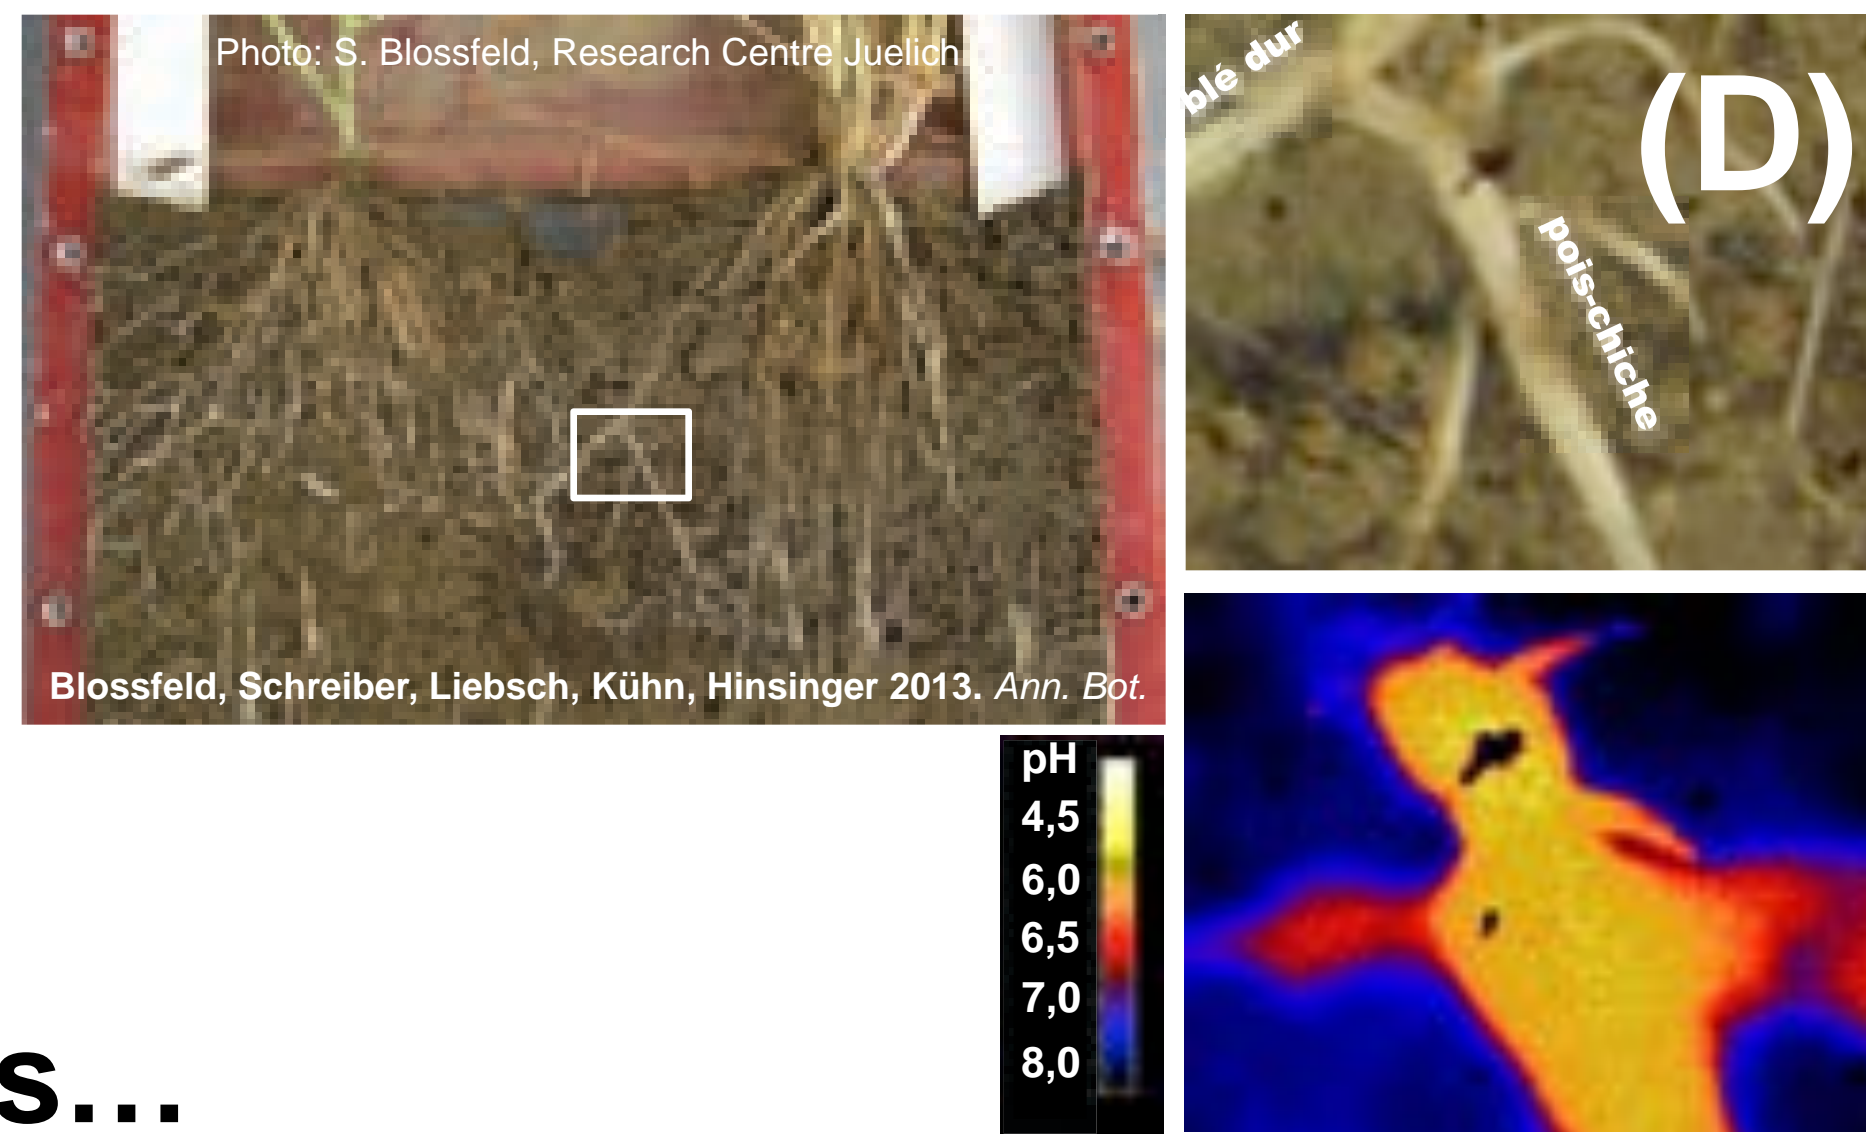 Photo: S. Blossfeld, Research Centre Juelich
blé dur
(D)
pois-chiche
Blossfeld, Schreiber, Liebsch, Kühn, Hinsinger 2013. Ann. Bot.
pH
4,5
6,0
6,5
7,0
8,0
s...